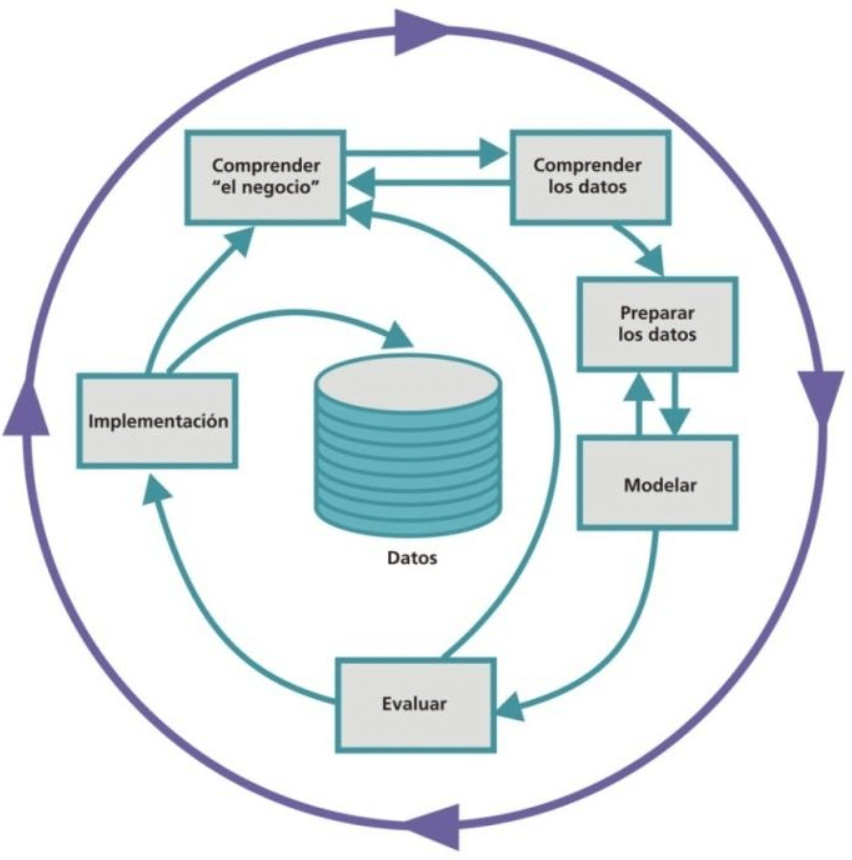 Comprender
“el negocio”
Comprender
los datos
Preparar
los datos
Implementación
Modelar
Datos
Evaluar